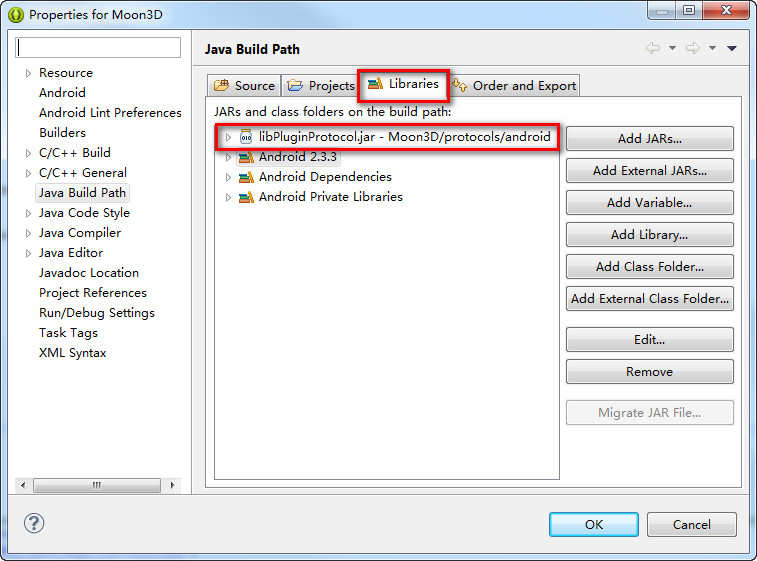 Properties for Moon3D
Java Build Path
Resource
Android
Android Lint Preferences
Builders
C/C++ Build
C/C++ General
Java Build Path
Java Code Style
Java Compiler
Java Editor
Javadoc Location
Project References
Run/Debug Settings
Task Tags
XML Syntax
Source
Projects
Libraries
Order and Export
JARs and class folders on the build path:
010
libPluginProtocol.jar - Moon3D/protocols/android
Android 2.3.3
Android Dependencies
Android Private Libraries
Add JARs...
Add External JARs...
Add Variable...
Add Library...
Add Class Folder...
Add External Class Folder...
Edit...
Remove
Migrate JAR File...
?
OK
Cancel